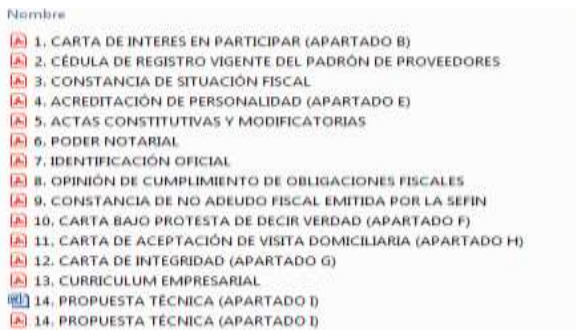 Nombre
1. CARTA DE INTERES EN PARTICIPAR (APARTADO B)
2. CÉDULA DE REGISTRO VIGENTE DEL PADRÓN DE PROVEEDORES
3. CONSTANCIA DE SITUACIÓN FISCAL
4. ACREDITACIÓN DE PERSONALIDAD (APARTADO E)
5. ACTAS CONSTITUTIVAS Y MODIFICATORIAS
6. PODER NOTARIAL
7. IDENTIFICACIÓN OFICIAL
8. OPINIÓN DE CUMPLIMIENTO DE OBLIGACIONES FISCALES
9. CONSTANCIA DE NO ADEUDO FISCAL EMITIDA POR LA SEFIN
10. CARTA BAJO PROTESTA DE DECIR VERDAD (APARTADO F)
11. CARTA DE ACEPTACIÓN DE VISITA DOMICILIARIA (APARTADO H)
12. CARTA DE INTEGRIDAD (APARTADO G)
13. CURRICULUM EMPRESARIAL
14. PROPUESTA TÉCNICA (APARTADO I)
14. PROPUESTA TÉCNICA (APARTADO I)